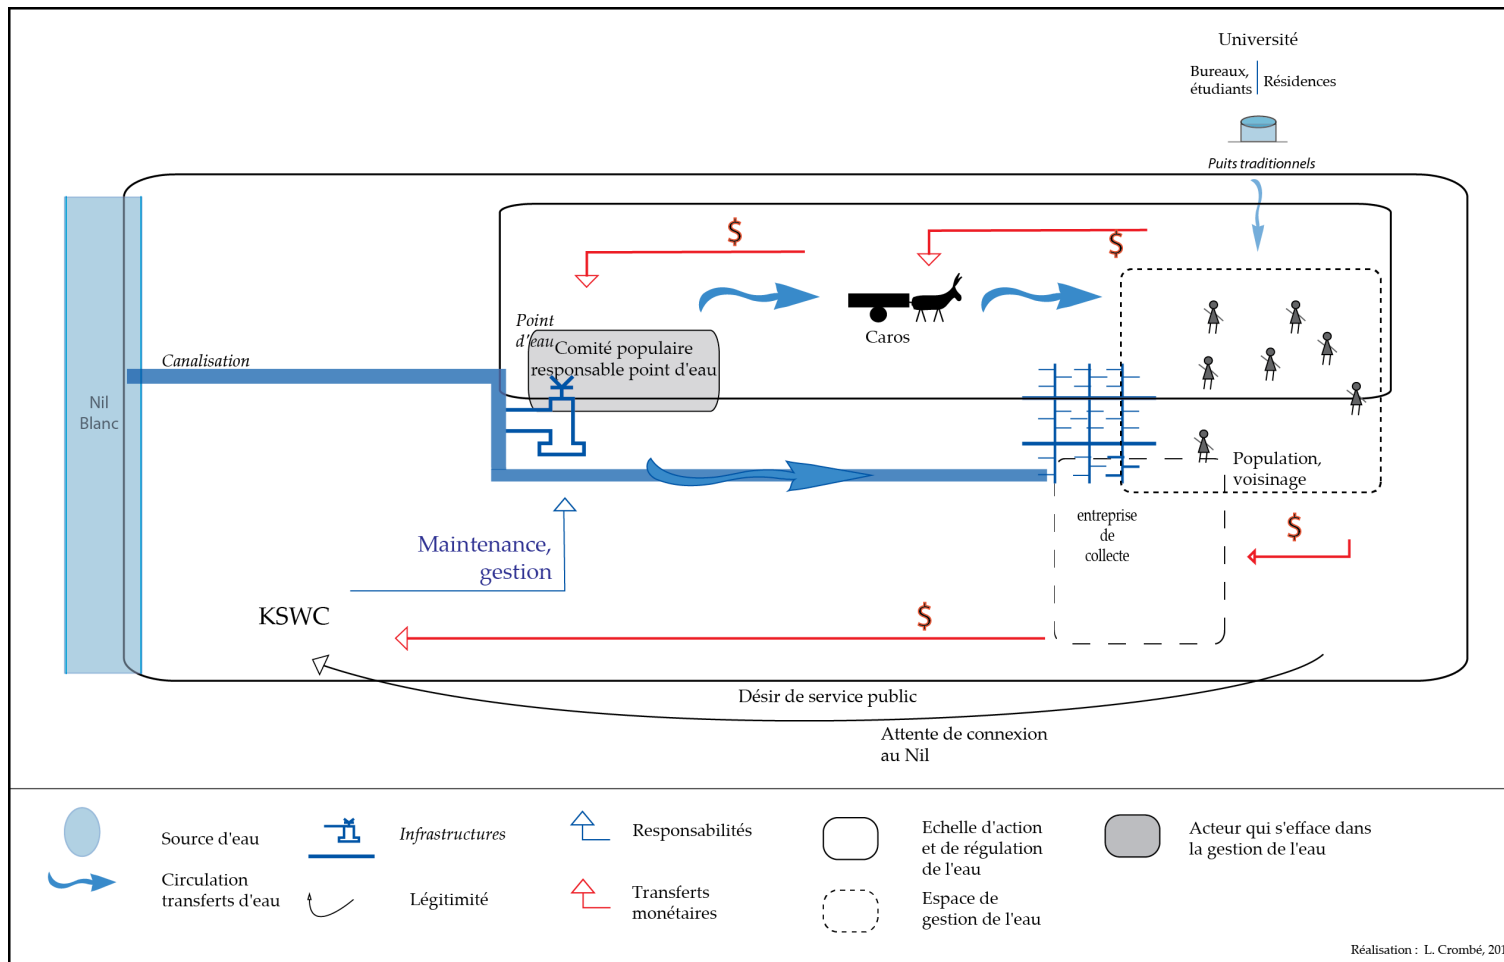 Université
Bureaux,
étudiants
Résidences
Puits traditionnels
$
$
Point
d'eau
Comité populaire
responsable point d'eau
Caros
Canalisation
Nil
Blanc
Population,
voisinage
entreprise
de
collecte
$
Maintenance,
gestion
KSWC
$
Désir de service public
Attente de connexion
au Nil
Source d'eau
Circulation
transferts d'eau
Infrastructures
Légitimité
Responsabilités
Transferts
monétaires
Echelle d'action
et de régulation
de l'eau
Espace de
gestion de l'eau
Acteur qui s'efface dans
la gestion de l'eau
Réalisation : L. Crombé, 201